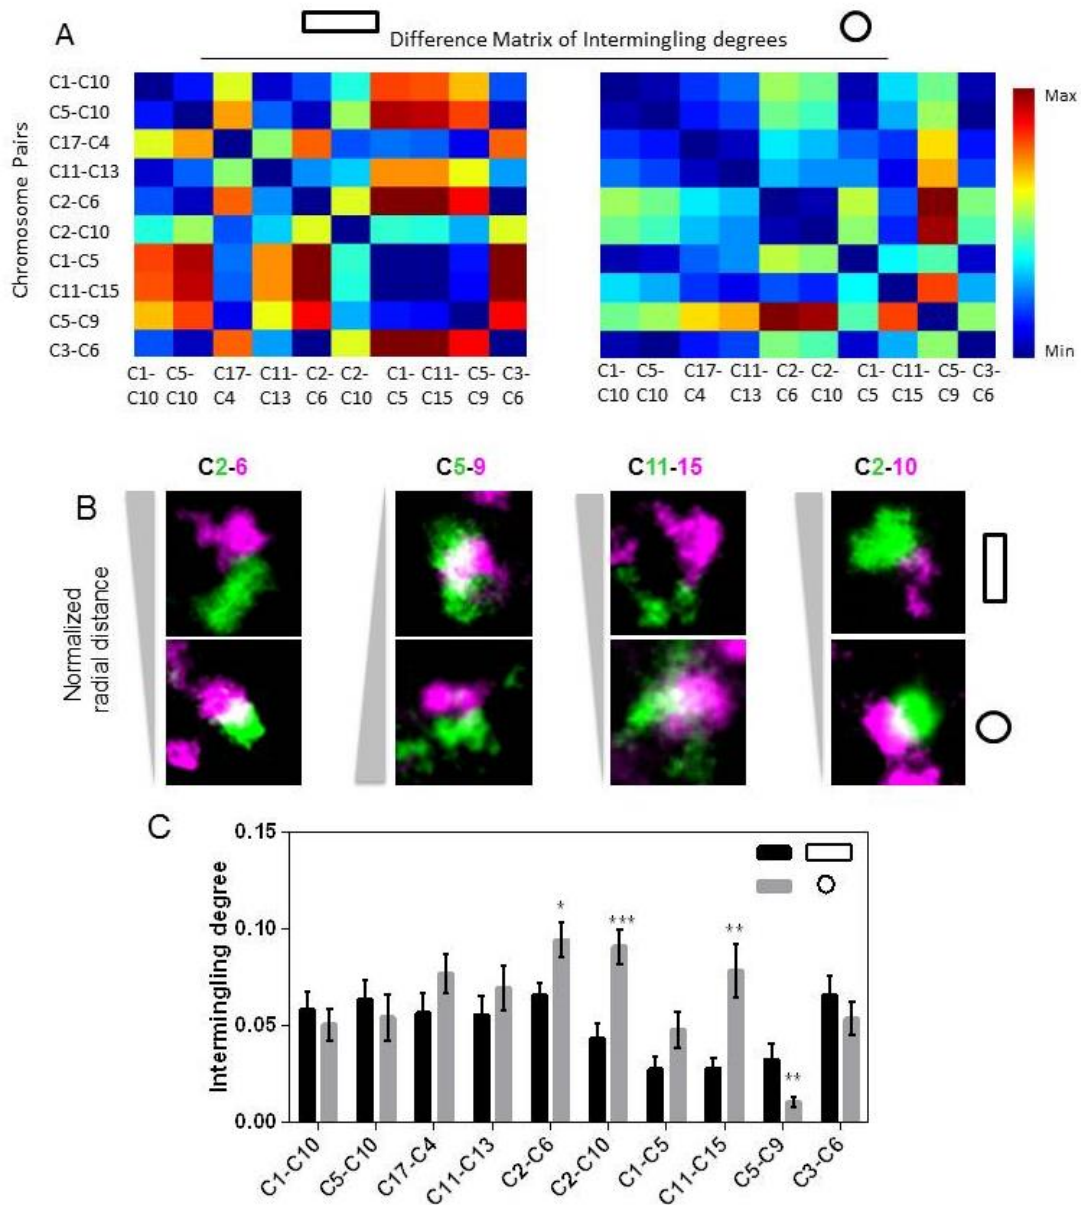 A
Difference Matrix of Intermingling degrees
Chromosome Pairs
C1-C10
C5-C10
C17-C4
C11-C13
C2-C6
C2-C10
C1-C5
C11-C15
C5-C9
C3-C6
C1- C5- C17- C11- C2- C2- C1- C11- C5- C3-
C10 C10 C4 C13 C6 C10 C5 C15 C9 C6
C1- C5- C17- C11- C2- C2- C1- C11- C5- C3-
C10 C10 C4 C13 C6 C10 C5 C15 C9 C6
Max
Min
B
C2-6 C5-9 C11-15 C2-10
Normalized
radial distance
C
Intermingling degree
0.15
0.10
0.05
0.00
* *** ** **
C1-C10
C5-C10
C17-C4
C11-C13
C2-C6
C2-C10
C1-C5
C11-C15
C5-C9
C3-C6